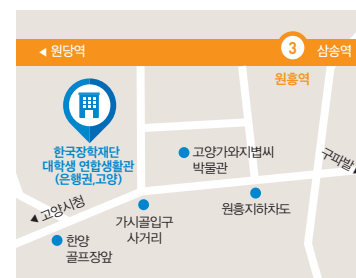 ◀ 원당역
3
삼송역
원흥역
한국장학재단
대학생 연합생활관
(은행권,고양)
고양가와지볍씨
박물관
구파발▶
◀ 고양시청
가시골입구
사거리
원흥지하차도
한양
골프장앞